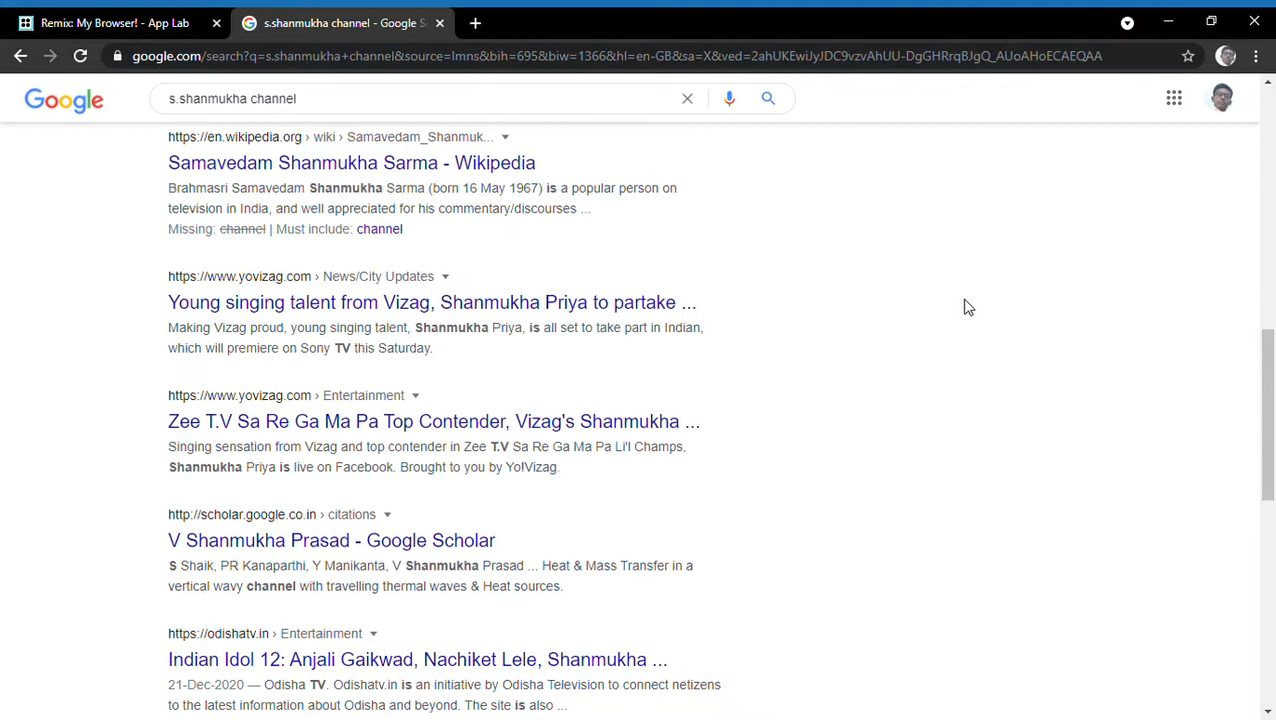 Remix: My Browser! - App Lab
s.shanmukha channel - Google S
google.com/search?q=s.shanmukha+channel&source=lmns&bih=695&biw=1366&hl=en-GB&sa=X&ved=2ahUKEwiJyJDC9vzvAhUU-DgGHRrqBJgQ_AUoAHoECAEQAA
Google
s.shanmukha channel
https://en.wikipedia.org › wiki › Samavedam_Shanmuk...
Samavedam Shanmukha Sarma - Wikipedia
Brahmasri Samavedam Shanmukha Sarma (born 16 May 1967) is a popular person on
television in India, and well appreciated for his commentary/discourses ...
Missing: channel | Must include: channel
https://www.yovizag.com › News/City Updates
Young singing talent from Vizag, Shanmukha Priya to partake ...
Making Vizag proud, young singing talent, Shanmukha Priya, is all set to take part in Indian,
which will premiere on Sony TV this Saturday.
https://www.yovizag.com › Entertainment
Zee T.V Sa Re Ga Ma Pa Top Contender, Vizag's Shanmukha ...
Singing sensation from Vizag and top contender in Zee T.V Sa Re Ga Ma Pa Li'l Champs,
Shanmukha Priya is live on Facebook. Brought to you by Yo!Vizag.
http://scholar.google.co.in › citations
V Shanmukha Prasad - Google Scholar
S Shaik, PR Kanaparthi, Y Manikanta, V Shanmukha Prasad ... Heat & Mass Transfer in a
vertical wavy channel with travelling thermal waves & Heat sources.
https://odishatv.in › Entertainment
Indian Idol 12: Anjali Gaikwad, Nachiket Lele, Shanmukha ...
21-Dec-2020 — Odisha TV. Odishatv.in is an initiative by Odisha Television to connect netizens
to the latest information about Odisha and beyond. The site is also ...